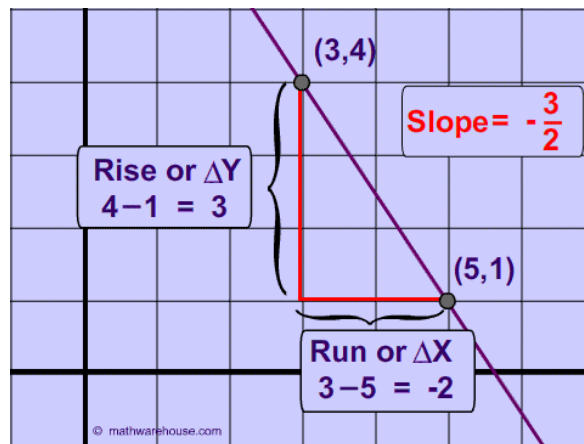 (3,4)
Slope= - 3/2
Rise or ΔY
4−1 = 3
(5,1)
Run or ΔX
3−5 = -2
© mathwarehouse.com